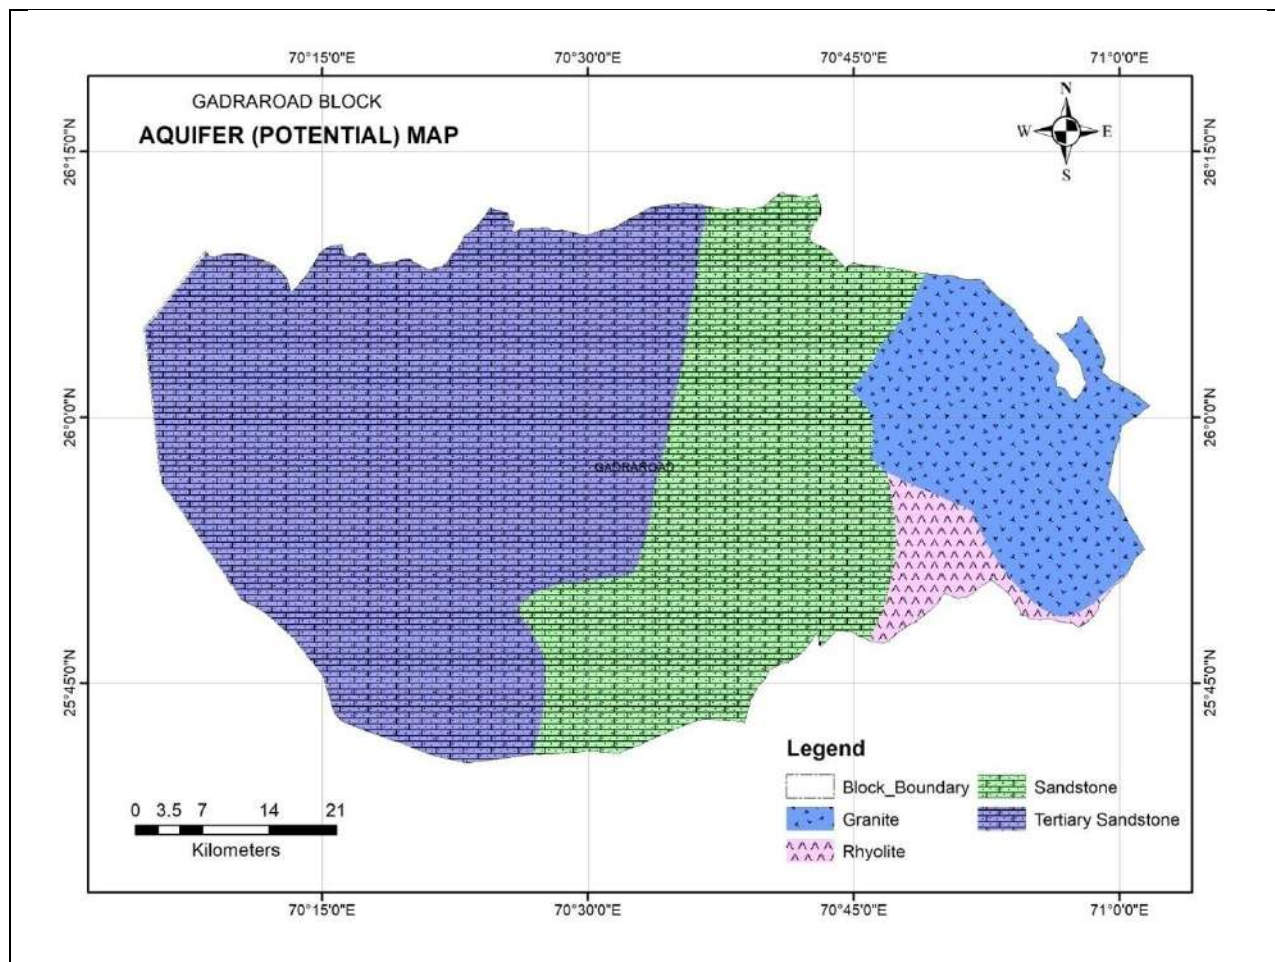 70°15'0"E 70°30'0"E 70°45'0"E 71°0'0"E
GADRAROAD BLOCK
AQUIFER (POTENTIAL) MAP
N
W E
S
26°15'0"N 26°15'0"N
26°0'0"N 26°0'0"N
GADRAROAD
25°45'0"N 25°45'0"N
Legend
Block_Boundary Sandstone
Granite Tertiary Sandstone
Rhyolite
0 3.5 7 14 21
Kilometers
70°15'0"E 70°30'0"E 70°45'0"E 71°0'0"E